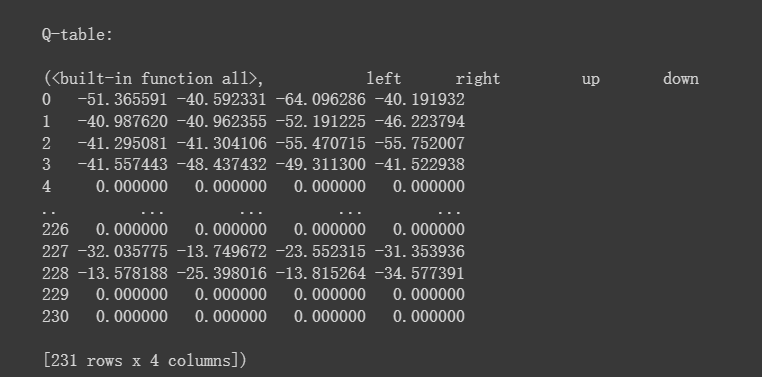 Q-table:
(<built-in function all>, left right up down
0 -51.365591 -40.592331 -64.096286 -40.191932
1 -40.987620 -40.962355 -52.191225 -46.223794
2 -41.295081 -41.304106 -55.470715 -55.752007
3 -41.557443 -48.437432 -49.311300 -41.522938
4 0.000000 0.000000 0.000000 0.000000
.. ... ... ... ...
226 0.000000 0.000000 0.000000 0.000000
227 -32.035775 -13.749672 -23.552315 -31.353936
228 -13.578188 -25.398016 -13.815264 -34.577391
229 0.000000 0.000000 0.000000 0.000000
230 0.000000 0.000000 0.000000 0.000000
[231 rows x 4 columns])